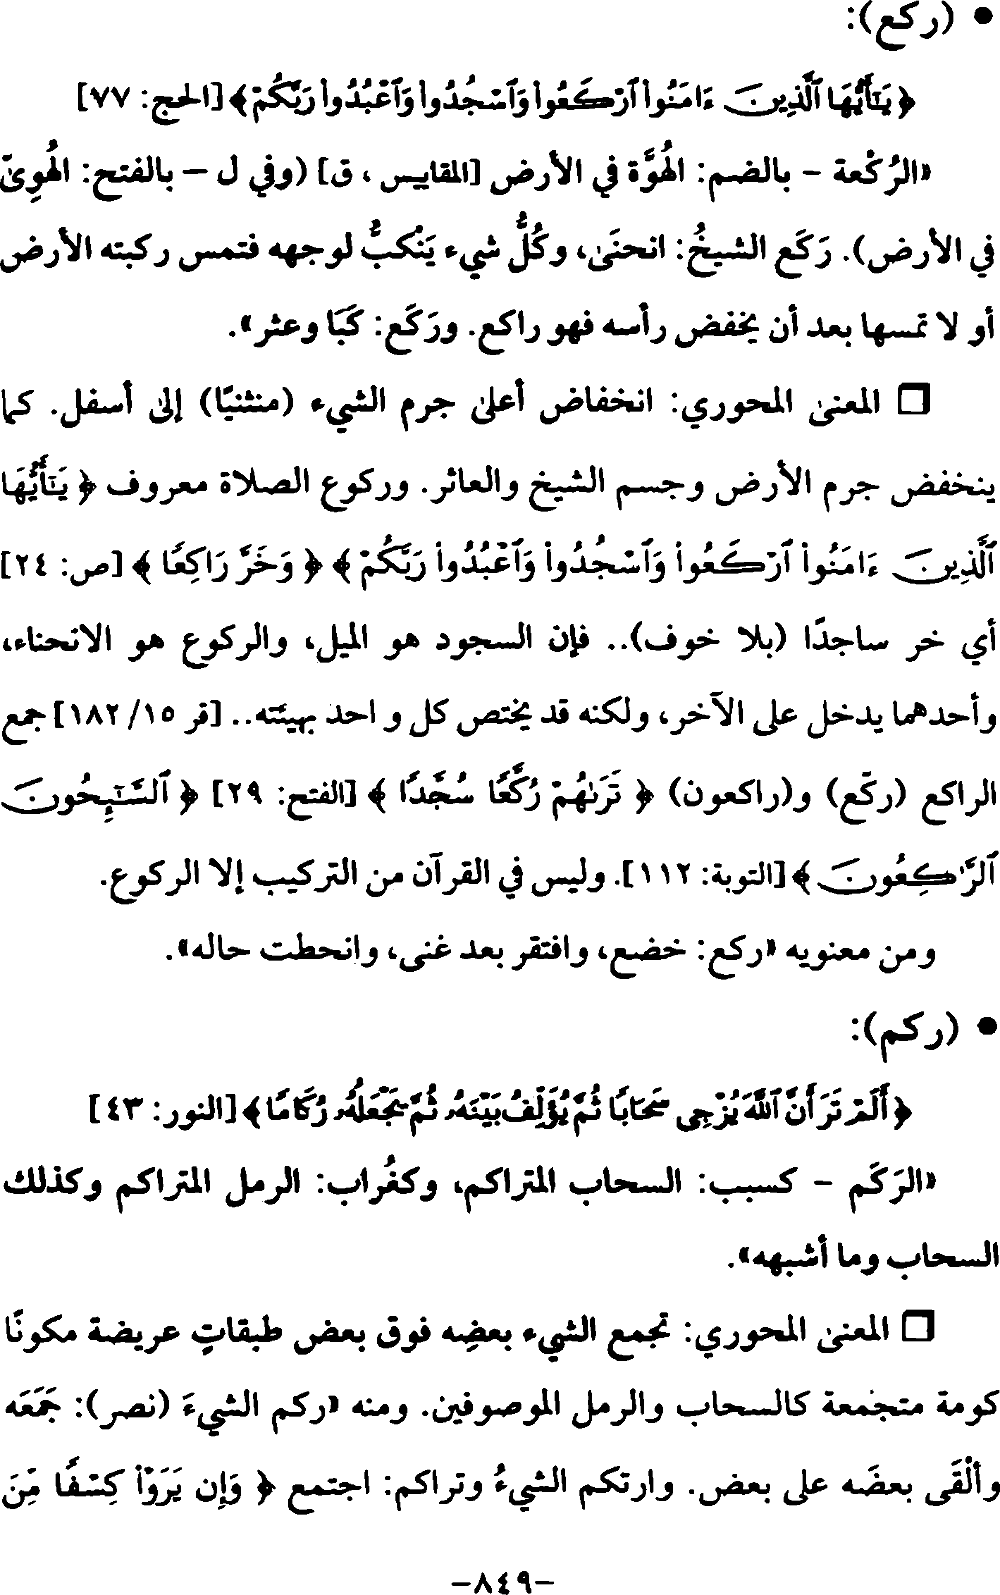 • (ركع):
﴿ يَٰٓأَيُّهَا ٱلَّذِينَ ءَامَنُوا۟ ٱرْكَعُوا۟ وَٱسْجُدُوا۟ وَٱعْبُدُوا۟ رَبَّكُمْ ﴾ [الحج: ٧٧]
«الرُكْعة – بالضم: الهُوَّة في الأرض [المقاييس ، ق] (وفي ل – بالفتح: الهُوِىّ
في الأرض). رَكَع الشيخُ: انحنَىٰ، وكُلُّ شيء يَنْكبُّ لوجهه فتمس ركبته الأرض
أو لا تمسها بعد أن يخفض رأسه فهو راكع. ورَكَع: كَبَا وعثر».
□ المعنىٰ المحوري: انخفاض أعلىٰ جرم الشيء (منثنيًا) إلىٰ أسفل. كما
ينخفض جرم الأرض وجسم الشيخ والعاثر. وركوع الصلاة معروف ﴿ يَٰٓأَيُّهَا
ٱلَّذِينَ ءَامَنُوا۟ ٱرْكَعُوا۟ وَٱسْجُدُوا۟ وَٱعْبُدُوا۟ رَبَّكُمْ ﴾ ﴿ وَخَرَّ رَاكِعًا ﴾ [ص: ٢٤]
أي خر ساجدًا (بلا خوف).. فإن السجود هو الميل، والركوع هو الانحناء،
وأحدهما يدخل على الآخر، ولكنه قد يختص كل و احد بهيئته.. [قر ١٥/ ١٨٢] جمع
الراكع (ركّع) و(راكعون) ﴿ تَرَىٰهُمْ رُكَّعًا سُجَّدًا ﴾ [الفتح: ٢٩] ﴿ ٱلسَّٰٓئِحُونَ
ٱلرَّٰكِعُونَ ﴾ [التوبة: ١١٢]. وليس في القرآن من التركيب إلا الركوع.
ومن معنويه «ركع: خضع، وافتقر بعد غنى، وانحطت حاله».
• (ركم):
﴿ أَلَمْ تَرَ أَنَّ ٱللَّهَ يُزْجِى سَحَابًا ثُمَّ يُؤَلِّفُ بَيْنَهُۥ ثُمَّ يَجْعَلُهُۥ رُكَامًا ﴾ [النور: ٤٣]
«الرَكَم – كسبب: السحاب المتراكم، وكغُراب: الرمل المتراكم وكذلك
السحاب وما أشبهه».
□ المعنىٰ المحوري: تجمع الشيء بعضِه فوق بعض طبقاتٍ عريضة مكونًا
كومة متجمعة كالسحاب والرمل الموصوفين. ومنه «ركم الشيءَ (نصر): جَمَعَه
وأَلْقَى بعضَه على بعض. وارتكم الشيءُ وتراكم: اجتمع ﴿ وَإِن يَرَوْا۟ كِسْفًا مِّنَ
-٨٤٩-